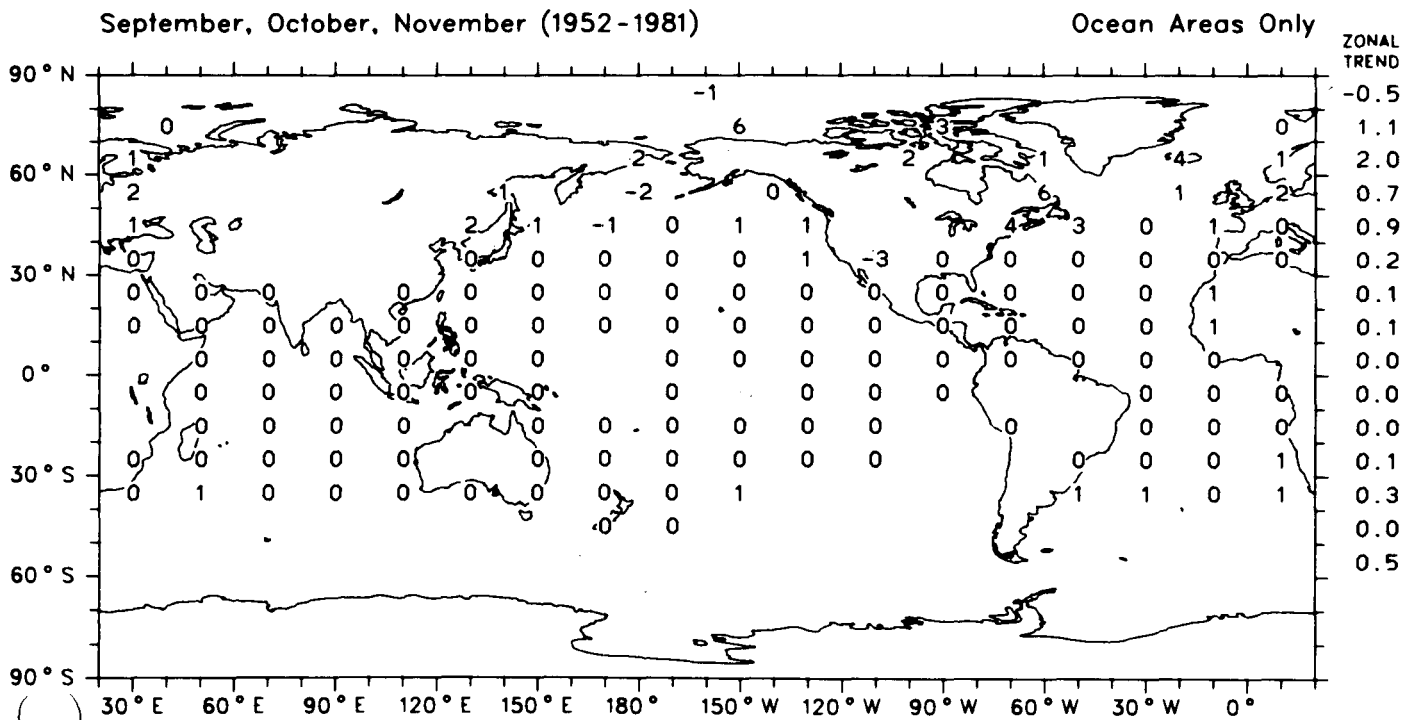 September, October, November (1952-1981) Ocean Areas Only
ZONAL TREND
90° N
-1 -0.5
0 6 3 0 1.1
1 2 2 1 4 1 2.0
60° N
2 1 -2 0 6 1 2 0.7
1 2 1 -1 0 1 1 4 3 0 1 0 0.9
0 0 0 0 0 0 1 -3 0 0 0 0 0 0 0.2
30° N
0 0 0 0 0 0 0 0 0 0 0 0 0 0 1 0.1
0 0 0 0 0 0 0 0 0 0 0 0 0 0 0 1 0.1
0 0 0 0 0 0 0 0 0 0 0 0 0 0 0 0.0
0°
0 0 0 0 0 0 0 0 0 0 0 0 0 0 0.0
0 0 0 0 0 0 0 0 0 0 0 0 0 0 0.0
0 0 0 0 0 0 0 0 0 0 0 0 0 1 0.1
30° S
0 1 0 0 0 0 0 0 0 1 1 1 0 1 0.3
0 0 0.0
0.5
60° S
90° S
30° E 60° E 90° E 120° E 150° E 180° 150° W 120° W 90° W 60° W 30° W 0°